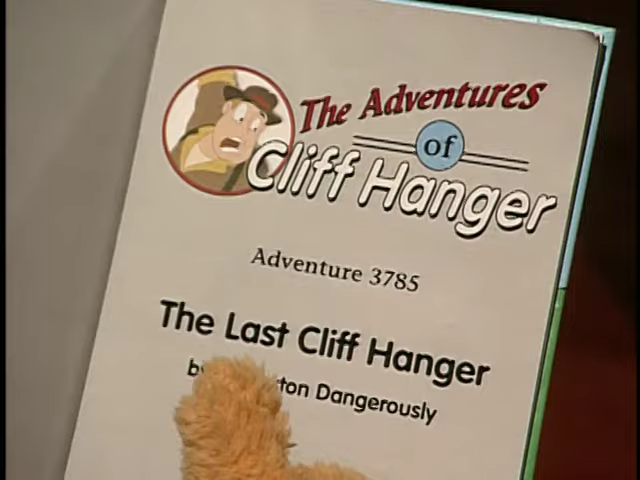 The Adventures
of
Cliff Hanger
Adventure 3785
The Last Cliff Hanger
Dangerously